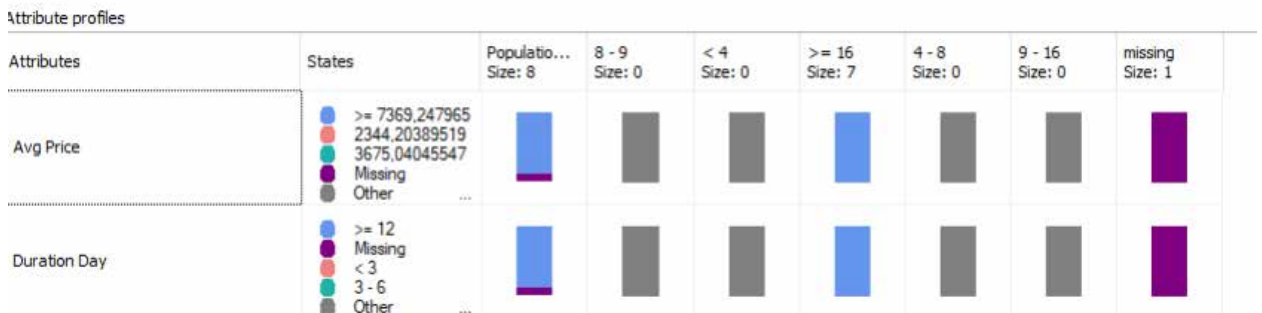 Attribute profiles
Attributes
States
Populatio... Size: 8
8 - 9 Size: 0
< 4 Size: 0
>= 16 Size: 7
4 - 8 Size: 0
9 - 16 Size: 0
missing Size: 1
Avg Price
>= 7369,247965
2344,20389519
3675,04045547
Missing
Other ...
Duration Day
>= 12
Missing
< 3
3 - 6
Other ...